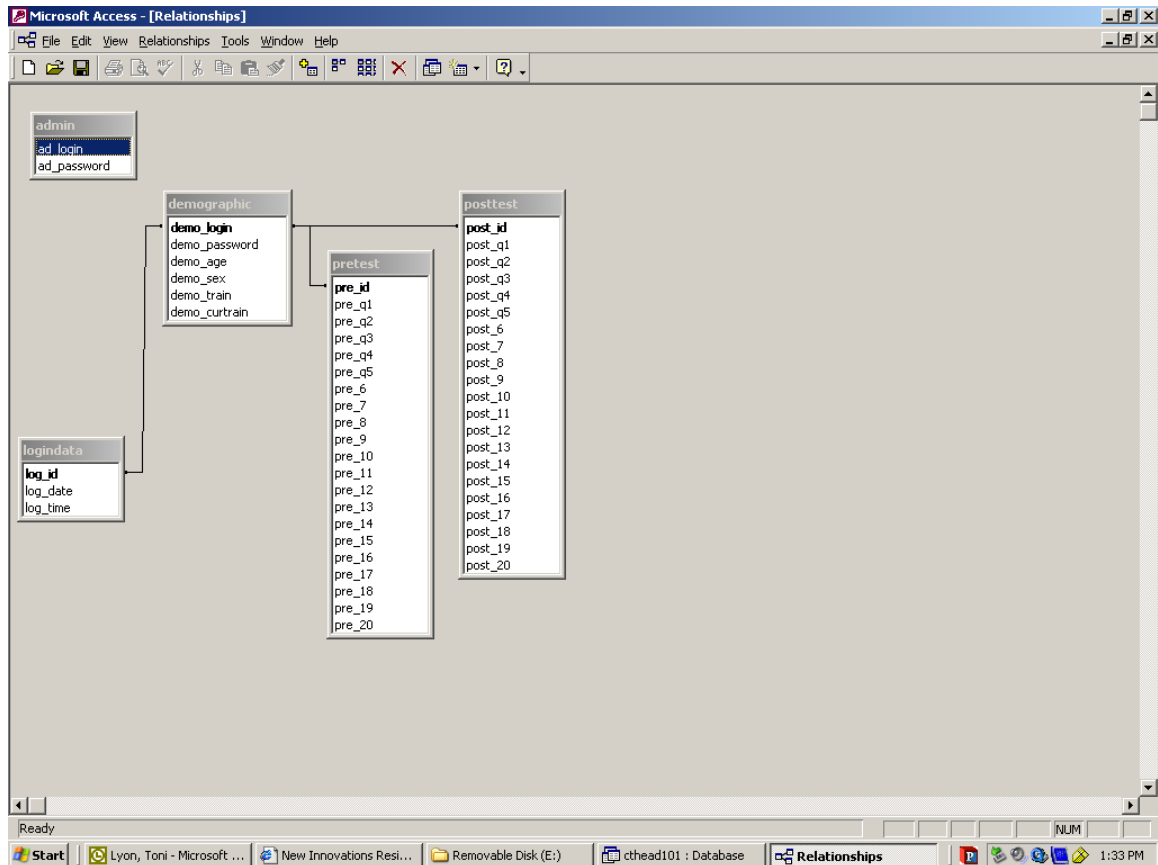 Microsoft Access - [Relationships]
File Edit View Relationships Tools Window Help
admin
ad_login
ad_password
demographic
demo_login
demo_password
demo_age
demo_sex
demo_train
demo_curtrain
pretest
pre_id
pre_q1
pre_q2
pre_q3
pre_q4
pre_q5
pre_6
pre_7
pre_8
pre_9
pre_10
pre_11
pre_12
pre_13
pre_14
pre_15
pre_16
pre_17
pre_18
pre_19
pre_20
posttest
post_id
post_q1
post_q2
post_q3
post_q4
post_q5
post_6
post_7
post_8
post_9
post_10
post_11
post_12
post_13
post_14
post_15
post_16
post_17
post_18
post_19
post_20
logindata
log_id
log_date
log_time
Ready
NUM
Start
Lyon, Toni - Microsoft ...
New Innovations Resi...
Removable Disk (E:)
cthead101 : Database
Relationships
1:33 PM